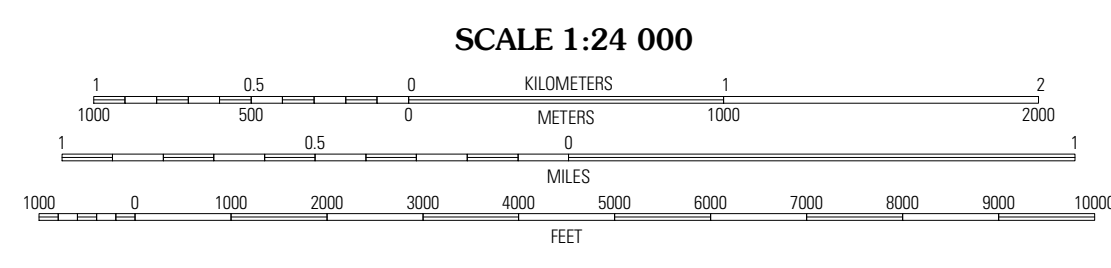 SCALE 1:24 000
1 0.5 0 KILOMETERS 1 2
1000 500 0 METERS 1000 2000
1 0.5 0 1
MILES
1000 0 1000 2000 3000 4000 5000 6000 7000 8000 9000 10000
FEET